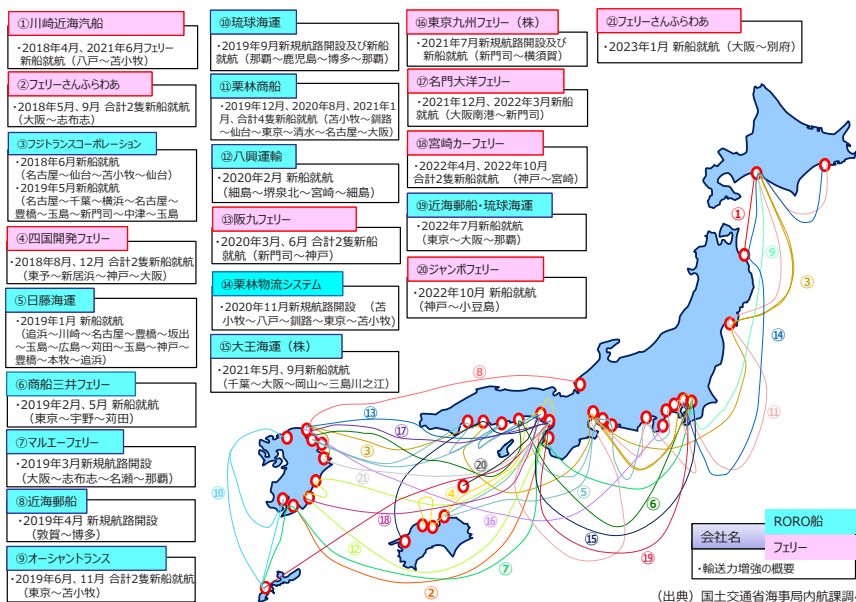 ①川崎近海汽船
・2018年4月、2021年6月フェリー
新船就航(八戸～苫小牧)
②フェリーさんふらわあ
・2018年5月、9月 合計2隻新船就航
(大阪～志布志)
③フジトランスコーポレーション
・2018年6月新船就航
(名古屋～仙台～苫小牧～仙台)
・2019年5月新船就航
(名古屋～千葉～横浜～名古屋～
豊橋～玉島～新門司～中津～玉島
④四国開発フェリー
・2018年8月、12月 合計2隻新船就航
(東予～新居浜～神戸～大阪)
⑤日藤海運
・2019年1月 新船就航
(追浜～川崎～名古屋～豊橋～坂出
～玉島～広島～苅田～玉島～神戸～
豊橋～本牧～追浜)
⑥商船三井フェリー
・2019年2月、5月 新船就航
(東京～宇野～苅田)
⑦マルエーフェリー
・2019年3月新規航路開設
(大阪～志布志～名瀬～那覇)
⑧近海郵船
・2019年4月 新規航路開設
(敦賀～博多)
⑨オーシャントランス
・2019年6月、11月 合計2隻新船就航
(東京～苫小牧)
⑩琉球海運
・2019年9月新規航路開設及び新船
就航(那覇～鹿児島～博多～那覇)
⑪栗林商船
・2019年12月、2020年8月、2021年1
月、合計4隻新船就航(苫小牧～釧路
～仙台～東京～清水～名古屋～大阪)
⑫八興運輸
・2020年2月 新船就航
(細島～堺泉北～宮崎～細島)
⑬阪九フェリー
・2020年3月、6月 合計2隻新船
就航(新門司～神戸)
⑭栗林物流システム
・2020年11月新規航路開設 (苫
小牧～八戸～釧路～東京～苫小牧)
⑮大王海運(株)
・2021年5月、9月新船就航
(千葉～大阪～岡山～三島川之江)
⑯東京九州フェリー(株)
・2021年7月新規航路開設及び
新船就航(新門司～横須賀)
⑰名門大洋フェリー
・2021年12月、2022年3月新船就
航(大阪南港～新門司)
⑱宮崎カーフェリー
・2022年4月、2022年10月
合計2隻新船就航 (神戸～宮崎)
⑲近海郵船・琉球海運
・2022年7月新船就航
(東京～大阪～那覇)
⑳ジャンボフェリー
・2022年10月 新船就航
(神戸～小豆島)
㉑フェリーさんふらわあ
・2023年1月 新船就航(大阪～別府)
①
⑨
③
⑭
⑧
⑪
⑬
⑰
③
⑳
㉑
④
⑤
⑥
⑩
⑱
⑯
⑮
⑫
⑦
⑲
②
会社名
RORO船
フェリー
・輸送力増強の概要
(出典)国土交通省海事局内航課調べ